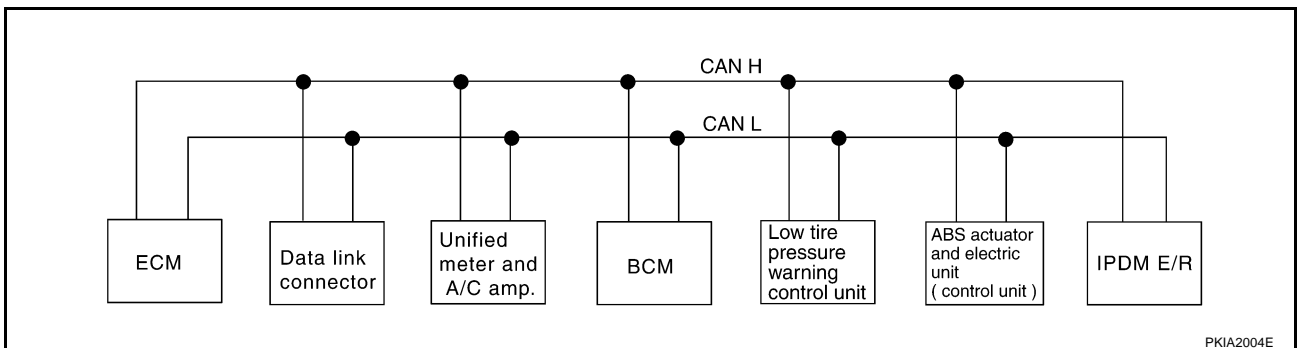 CAN H
CAN L
ECM
Data link
connector
Unified
meter and
A/C amp.
BCM
Low tire
pressure
warning
control unit
ABS actuator
and electric
unit
( control unit )
IPDM E/R
PKIA2004E